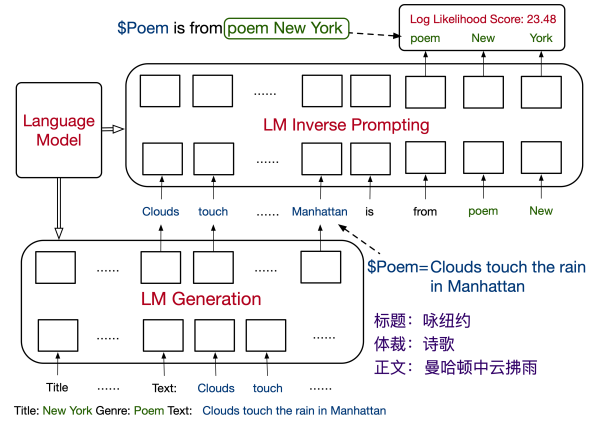 $Poem is from poem New York
Log Likelihood Score: 23.48
poem New York
Language Model
......
LM Inverse Prompting
......
Clouds touch ...... Manhattan is from poem New
$Poem= Clouds touch the rain
in Manhattan
...... ......
LM Generation
...... ......
标题：咏纽约
体裁：诗歌
正文：曼哈顿中云拂雨
Title ...... Text: Clouds touch ......
Title: New York Genre: Poem Text: Clouds touch the rain in Manhattan